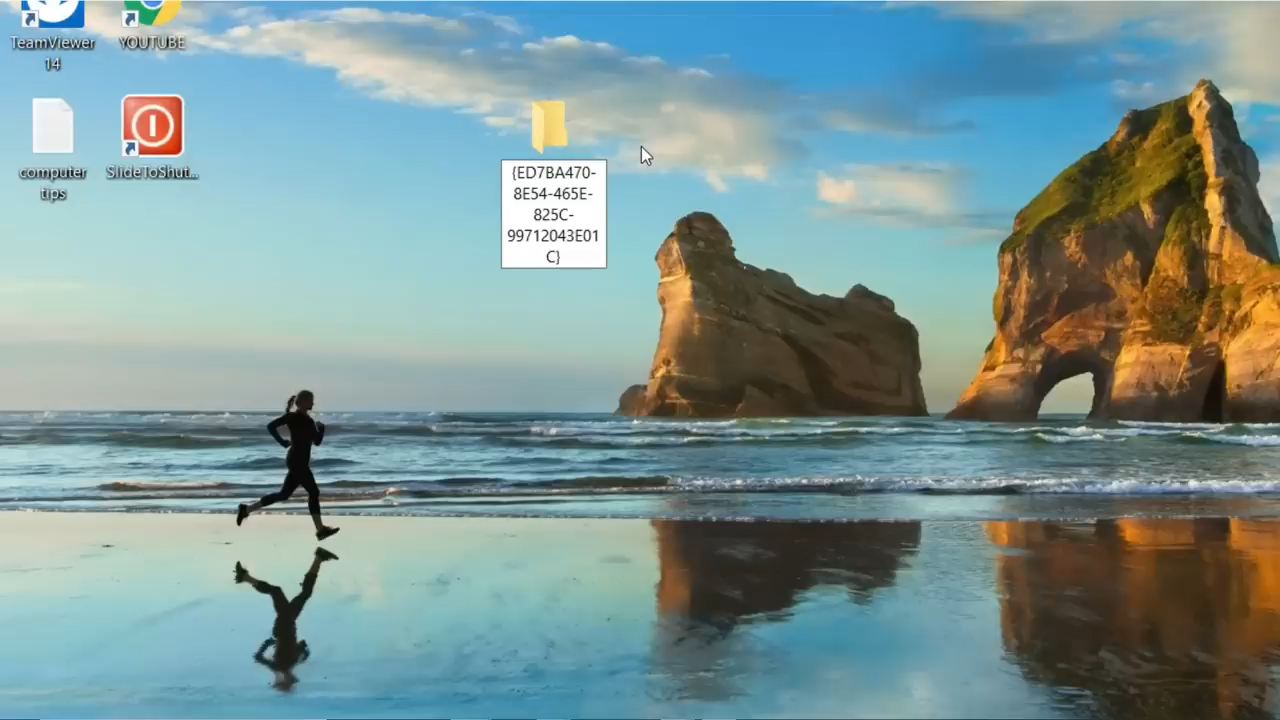 TeamViewer
14
YOUTUBE
computer
tips
SlideToShut...
{ED7BA470-
8E54-465E-
825C-
99712043E01
C}